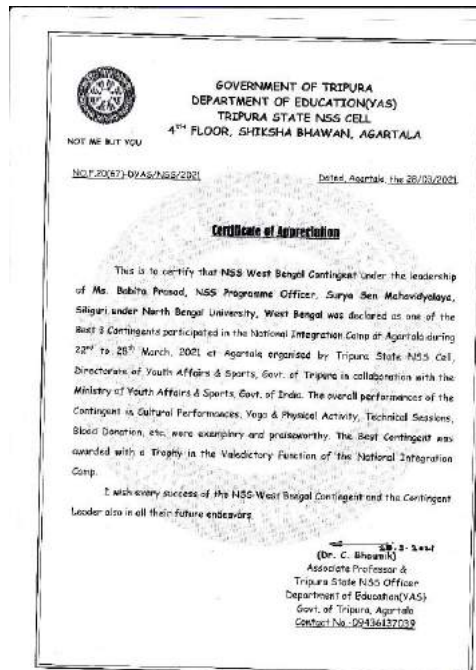 GOVERNMENT OF TRIPURA
DEPARTMENT OF EDUCATION(YAS)
TRIPURA STATE NSS CELL
4TH FLOOR, SHIKSHA BHAWAN, AGARTALA
NOT ME BUT YOU
NO.F.20(67)-DYAS/NSS/2021
Dated, Agartala, the 28/03/2021
Certificate of Appreciation
This is to certify that NSS West Bengal Contingent under the leadership
of Ms. Babita Prasad, NSS Programme Officer, Surya Sen Mahavidyalaya,
Siliguri under North Bengal University, West Bengal was declared as one of the
Best 3 Contingents participated in the National Integration Camp at Agartala during
22nd to 28th March, 2021 at Agartala organised by Tripura State NSS Cell,
Directorate of Youth Affairs & Sports, Govt. of Tripura in collaboration with the
Ministry of Youth Affairs & Sports, Govt. of India. The overall performances of the
Contingent in Cultural Performances, Yoga & Physical Activity, Technical Sessions,
Blood Donation, etc. were exemplary and praiseworthy. The Best Contingent was
awarded with a Trophy in the Valedictory Function of the National Integration
Camp.
I wish every success of the NSS West Bengal Contingent and the Contingent
Leader also in all their future endeavors
28.3.2021
(Dr. C. Bhoumik)
Associate Professor &
Tripura State NSS Officer
Department of Education(YAS)
Govt. of Tripura, Agartala
Contact No.-09436137039